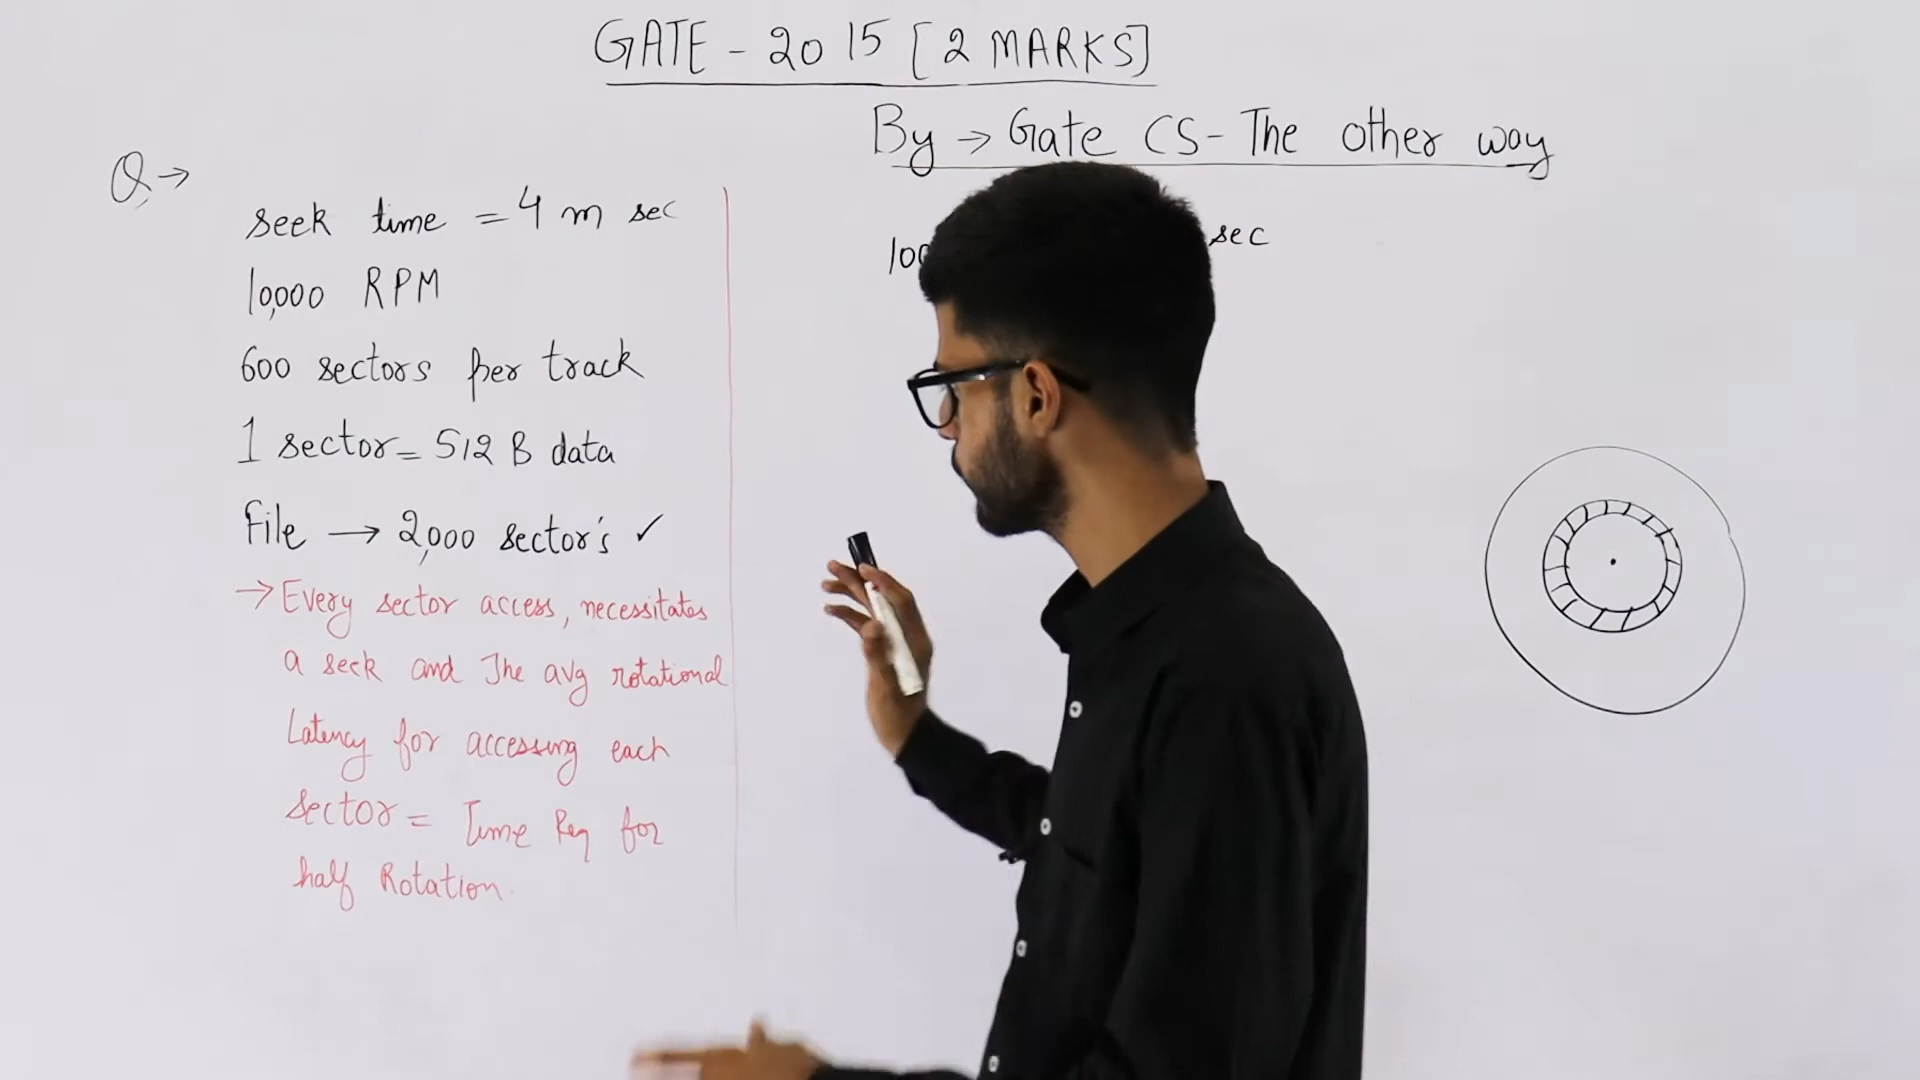 GATE - 2015 [2 MARKS]
By → Gate CS - The other way
Q →
seek time = 4 m sec
10,000 RPM
600 sectors per track
1 sector = 512 B data
File → 2,000 sector's ✓
→ Every sector access, necessitates
a seek and The avg rotational
Latency for accessing each
sector = Time Req for
half Rotation.
sec